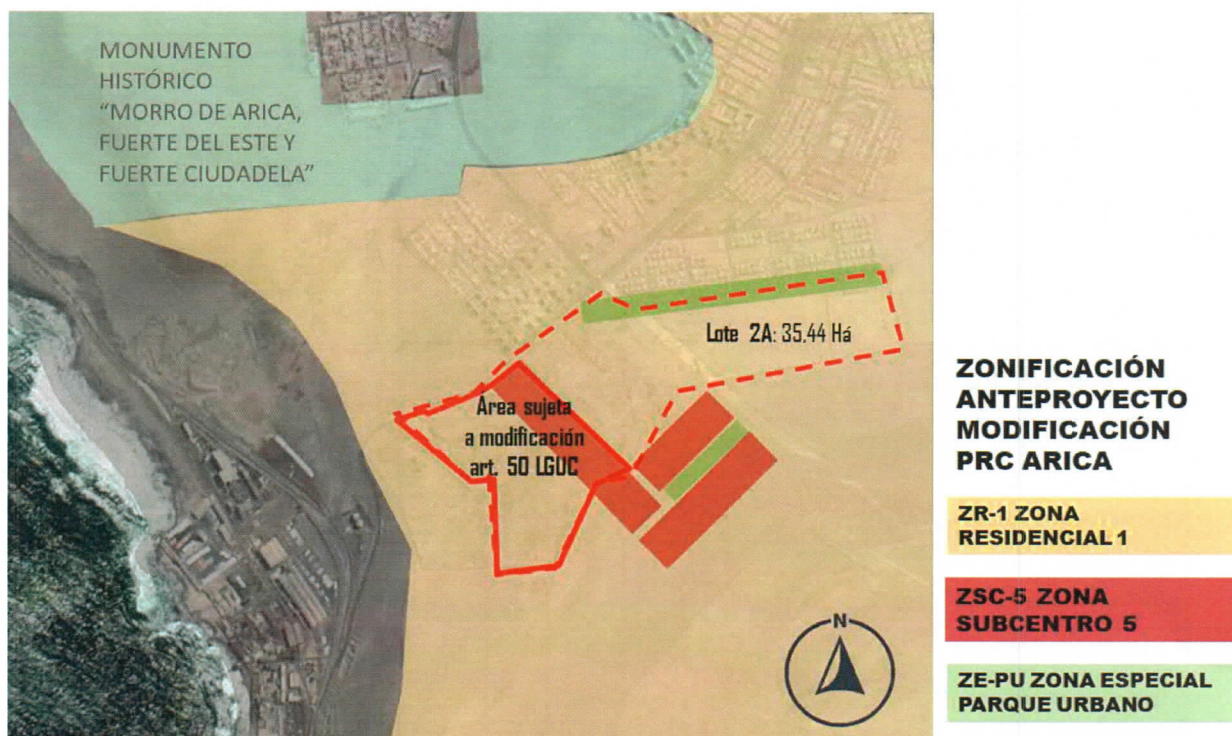 MONUMENTO
HISTÓRICO
“MORRO DE ARICA,
FUERTE DEL ESTE Y
FUERTE CIUDADELA”
Lote 2A: 35.44 Há
Área sujeta
a modificación
art. 50 LGUC
N
ZONIFICACIÓN
ANTEPROYECTO
MODIFICACIÓN
PRC ARICA
ZR-1 ZONA
RESIDENCIAL 1
ZSC-5 ZONA
SUBCENTRO 5
ZE-PU ZONA ESPECIAL
PARQUE URBANO